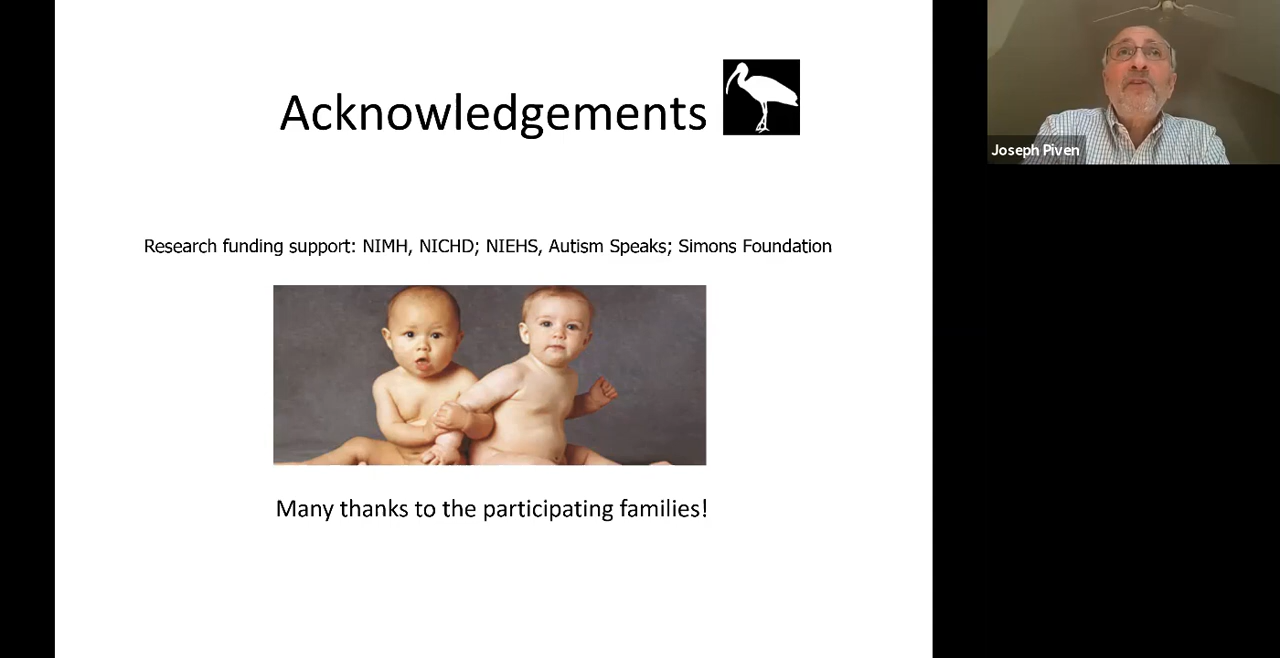 Acknowledgements
Joseph Piven
Research funding support: NIMH, NICHD; NIEHS, Autism Speaks; Simons Foundation
Many thanks to the participating families!